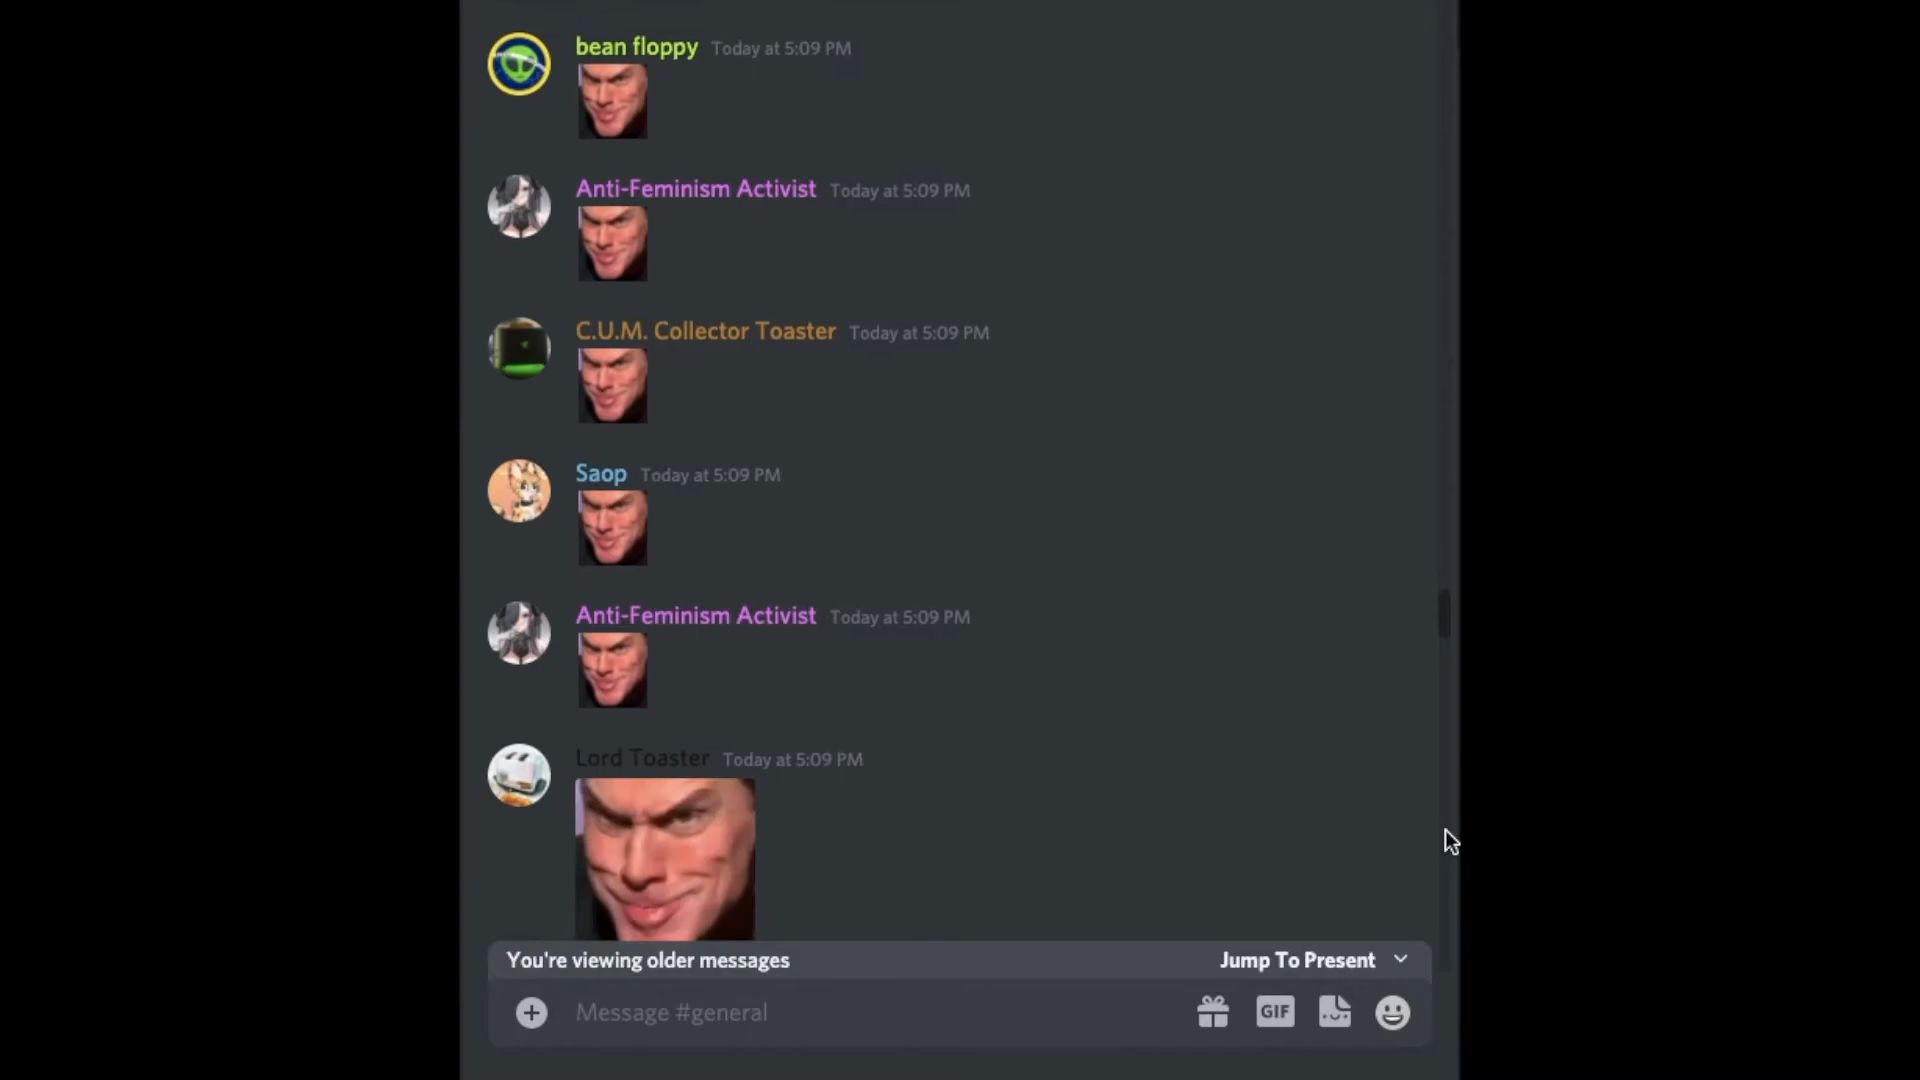 bean floppy Today at 5:09 PM
Anti-Feminism Activist Today at 5:09 PM
C.U.M. Collector Toaster Today at 5:09 PM
Saop Today at 5:09 PM
Anti-Feminism Activist Today at 5:09 PM
Lord Toaster Today at 5:09 PM
You're viewing older messages Jump To Present
Message #general GIF